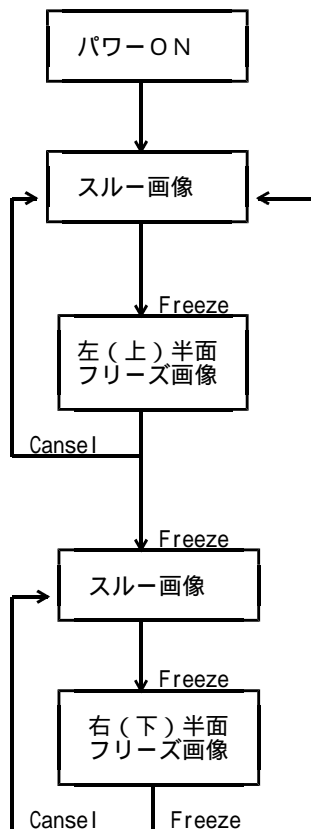 パワーＯＮ
スルー画像
Freeze
左（上）半面
フリーズ画像
Cansel
Freeze
スルー画像
Freeze
右（下）半面
フリーズ画像
Cansel
Freeze